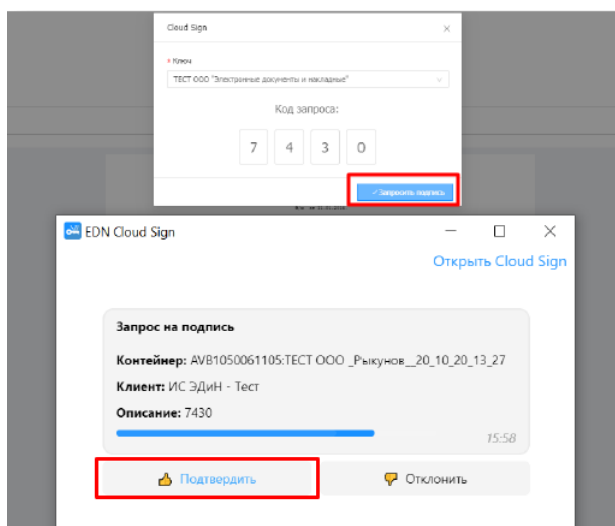 Cloud Sign
* Ключ
ТЕСТ ООО "Электранные документы и накладные"
Код запроса:
7 4 3 0
✓ Запросить подпись
EDN Cloud Sign
Открыть Cloud Sign
Запрос на подпись
Контейнер: AVB1050061105:ТЕСТ ООО _Рыкунов__20_10_20_13_27
Клиент: ИС ЭДиН - Тест
Описание: 7430
15:58
Подтвердить
Отклонить